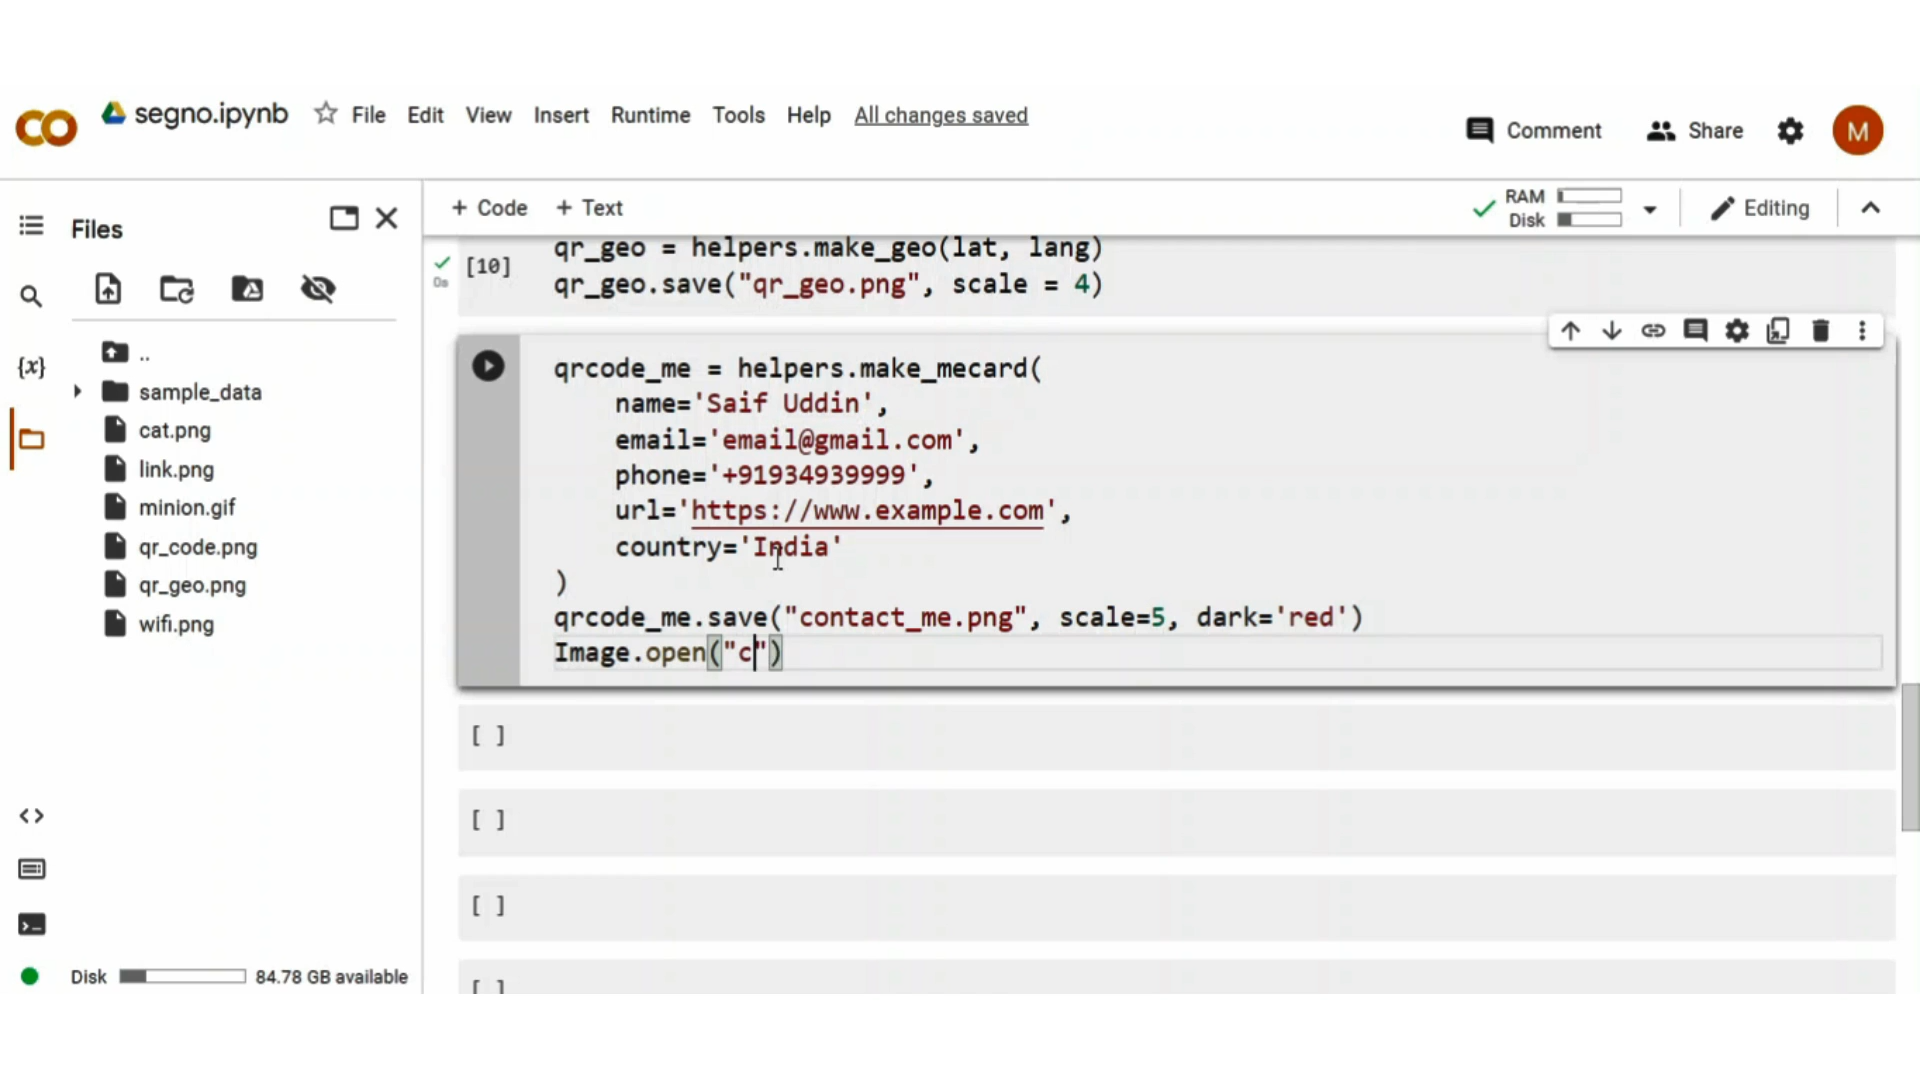 segno.ipynb
File Edit View Insert Runtime Tools Help All changes saved
Comment Share M
Files
+ Code + Text
RAM
Disk
Editing
..
sample_data
cat.png
link.png
minion.gif
qr_code.png
qr_geo.png
wifi.png
{x}
Disk 84.78 GB available
[10]
0s
qr_geo = helpers.make_geo(lat, lang)
qr_geo.save("qr_geo.png", scale = 4)
qrcode_me = helpers.make_mecard(
name='Saif Uddin',
email='email@gmail.com',
phone='+91934939999',
url='https://www.example.com',
country='India'
)
qrcode_me.save("contact_me.png", scale=5, dark='red')
Image.open("c")
[ ]
[ ]
[ ]
[ ]